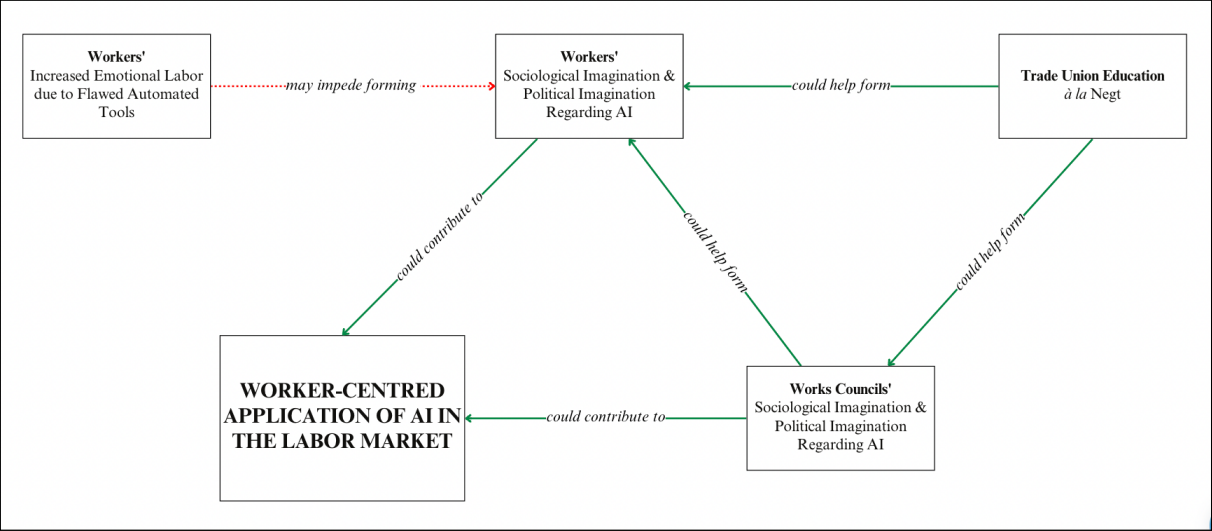 Workers'
Increased Emotional Labor
due to Flawed Automated
Tools
may impede forming
Workers'
Sociological Imagination &
Political Imagination
Regarding AI
could help form
Trade Union Education
à la Negt
could contribute to
could help form
could help form
WORKER-CENTRED
APPLICATION OF AI IN
THE LABOR MARKET
could contribute to
Works Councils'
Sociological Imagination &
Political Imagination
Regarding AI